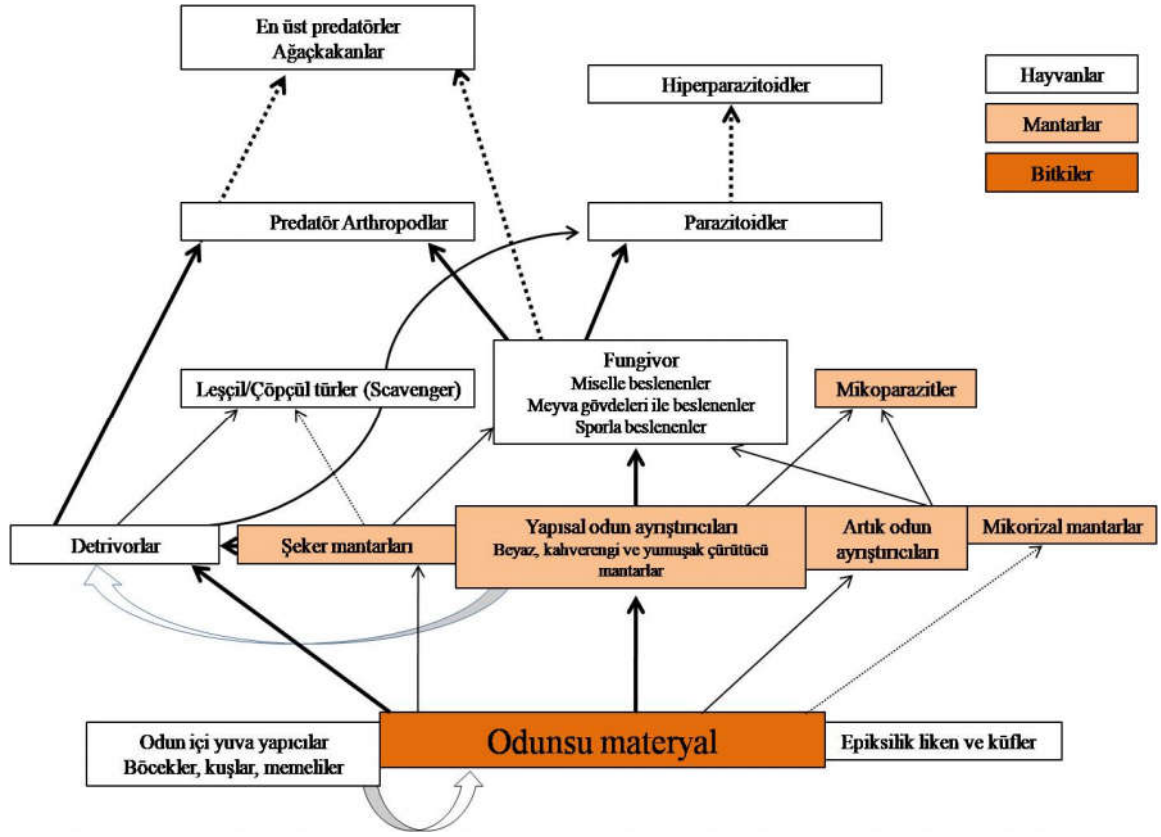 En üst predatörler
Ağaçkakanlar
Hiperparazitoidler
Hayvanlar
Mantarlar
Bitkiler
Predatör Arthropodlar
Parazitoidler
Fungivor
Miselle beslenenler
Meyva gövdeleri ile beslenenler
Sporla beslenenler
Leşçil/Çöpçül türler (Scavenger)
Mikoparazitler
Detrivorlar
Şeker mantarları
Yapısal odun ayrıştırıcıları
Beyaz, kahverengi ve yumuşak çürütücü
mantarlar
Artık odun
ayrıştırıcıları
Mikorizal mantarlar
Odun içi yuva yapıcılar
Böcekler, kuşlar, memeliler
Odunsu materyal
Epiksilik liken ve küfler